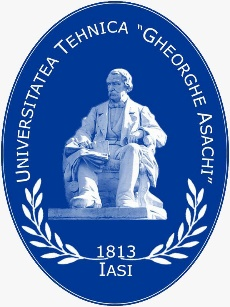 UNIVERSITATEA TEHNICA "GHEORGHE ASACHI"
1813
IASI